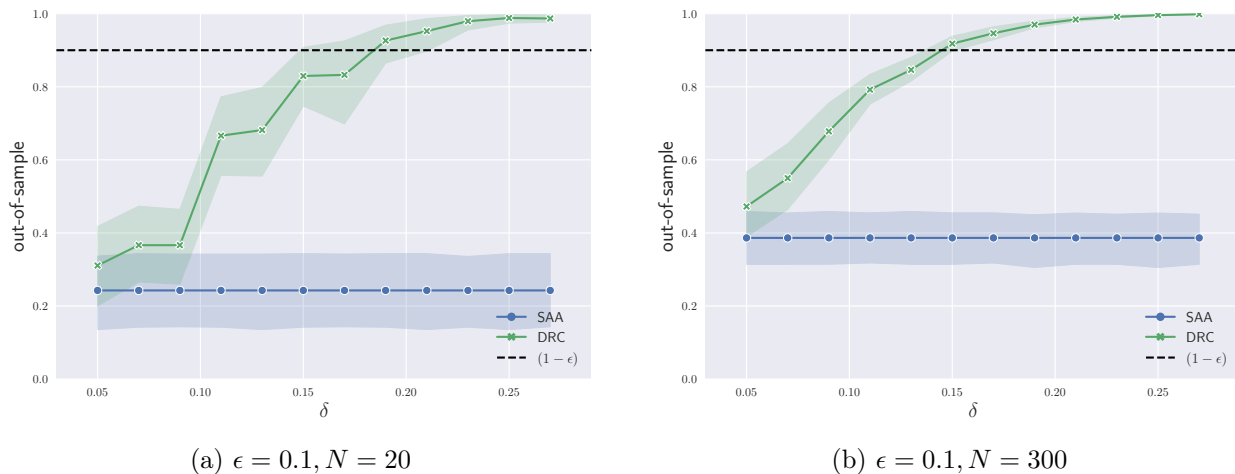 1.0
0.8
0.6
0.4
0.2
0.0
out-of-sample
0.05 0.10 0.15 0.20 0.25
δ
SAA
DRC
(1 − ϵ)
(a) ϵ = 0.1, N = 20
1.0
0.8
0.6
0.4
0.2
0.0
out-of-sample
0.05 0.10 0.15 0.20 0.25
δ
SAA
DRC
(1 − ϵ)
(b) ϵ = 0.1, N = 300